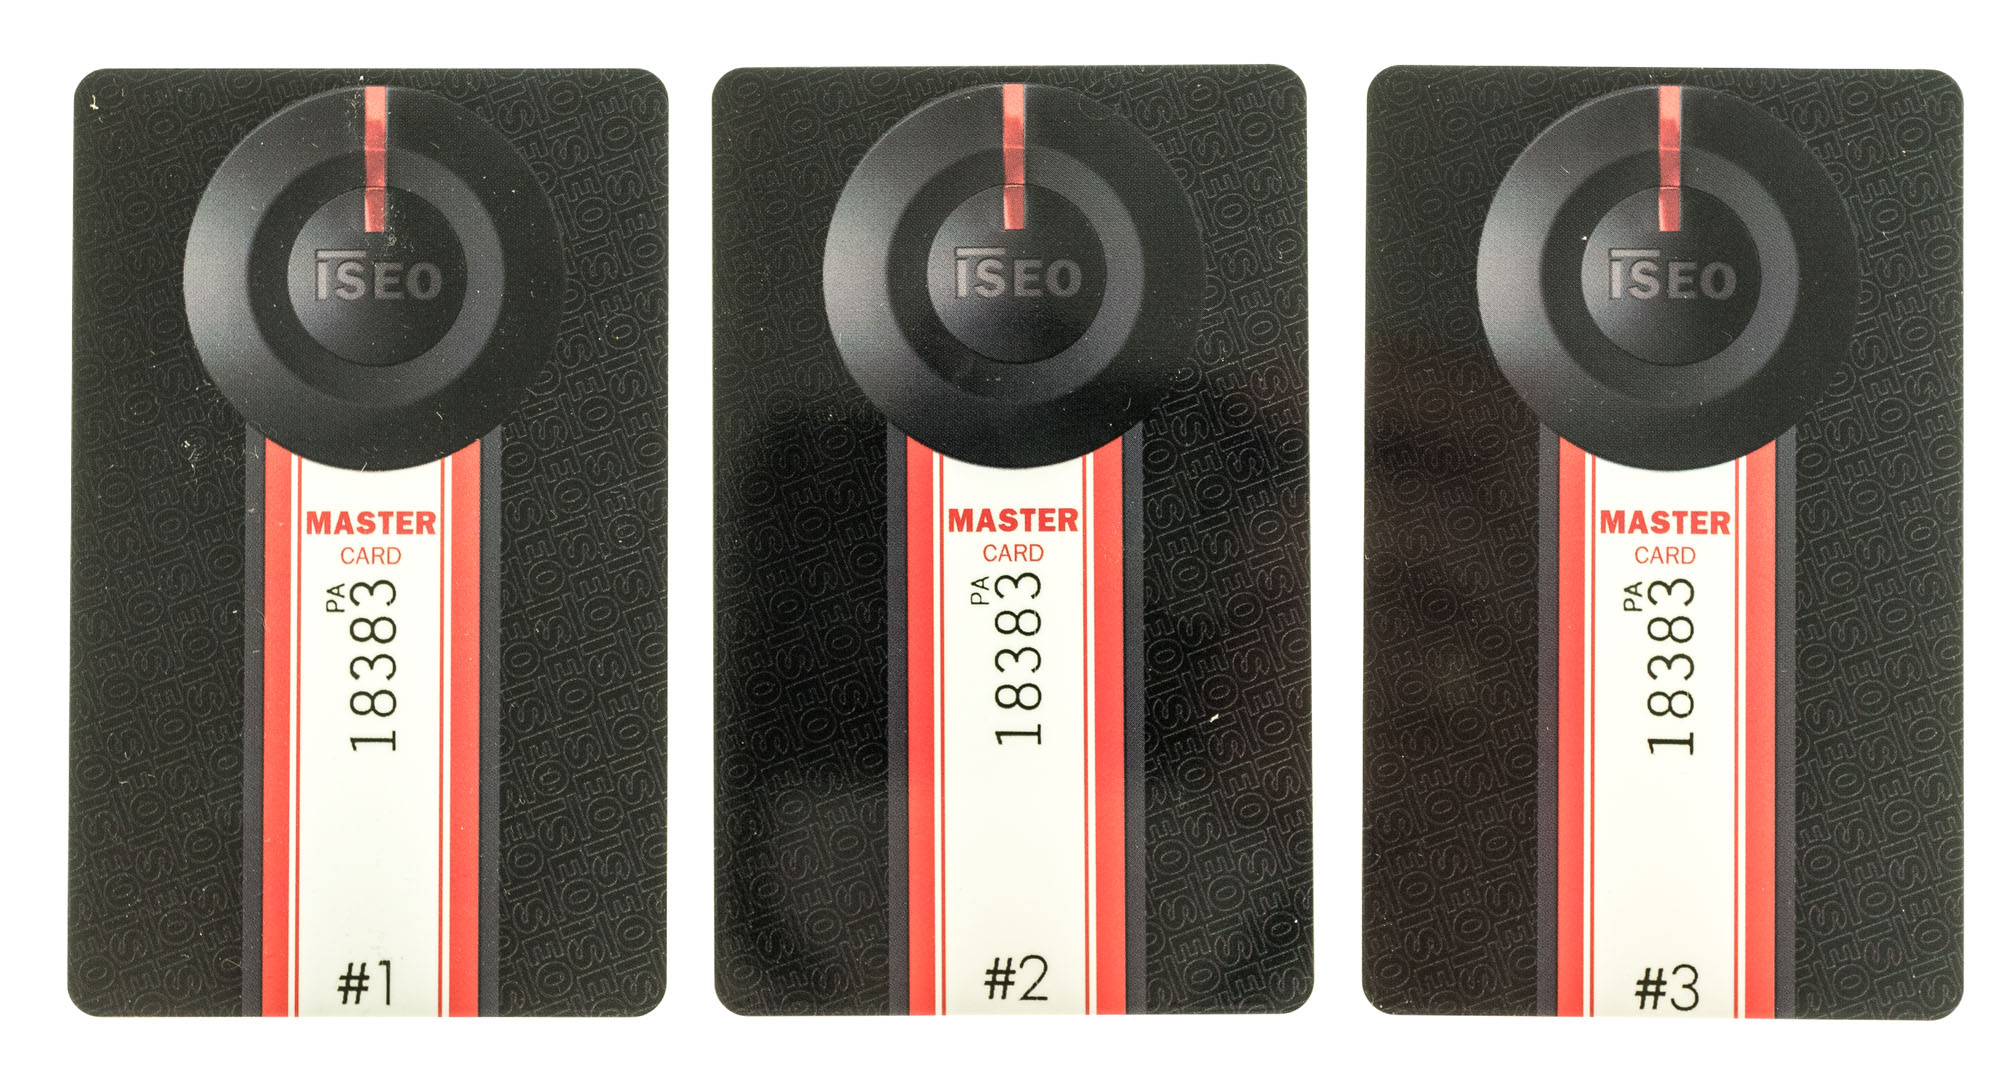 ISEO
MASTER
CARD
PA
18383
#1
ISEO
MASTER
CARD
PA
18383
#2
ISEO
MASTER
CARD
PA
18383
#3